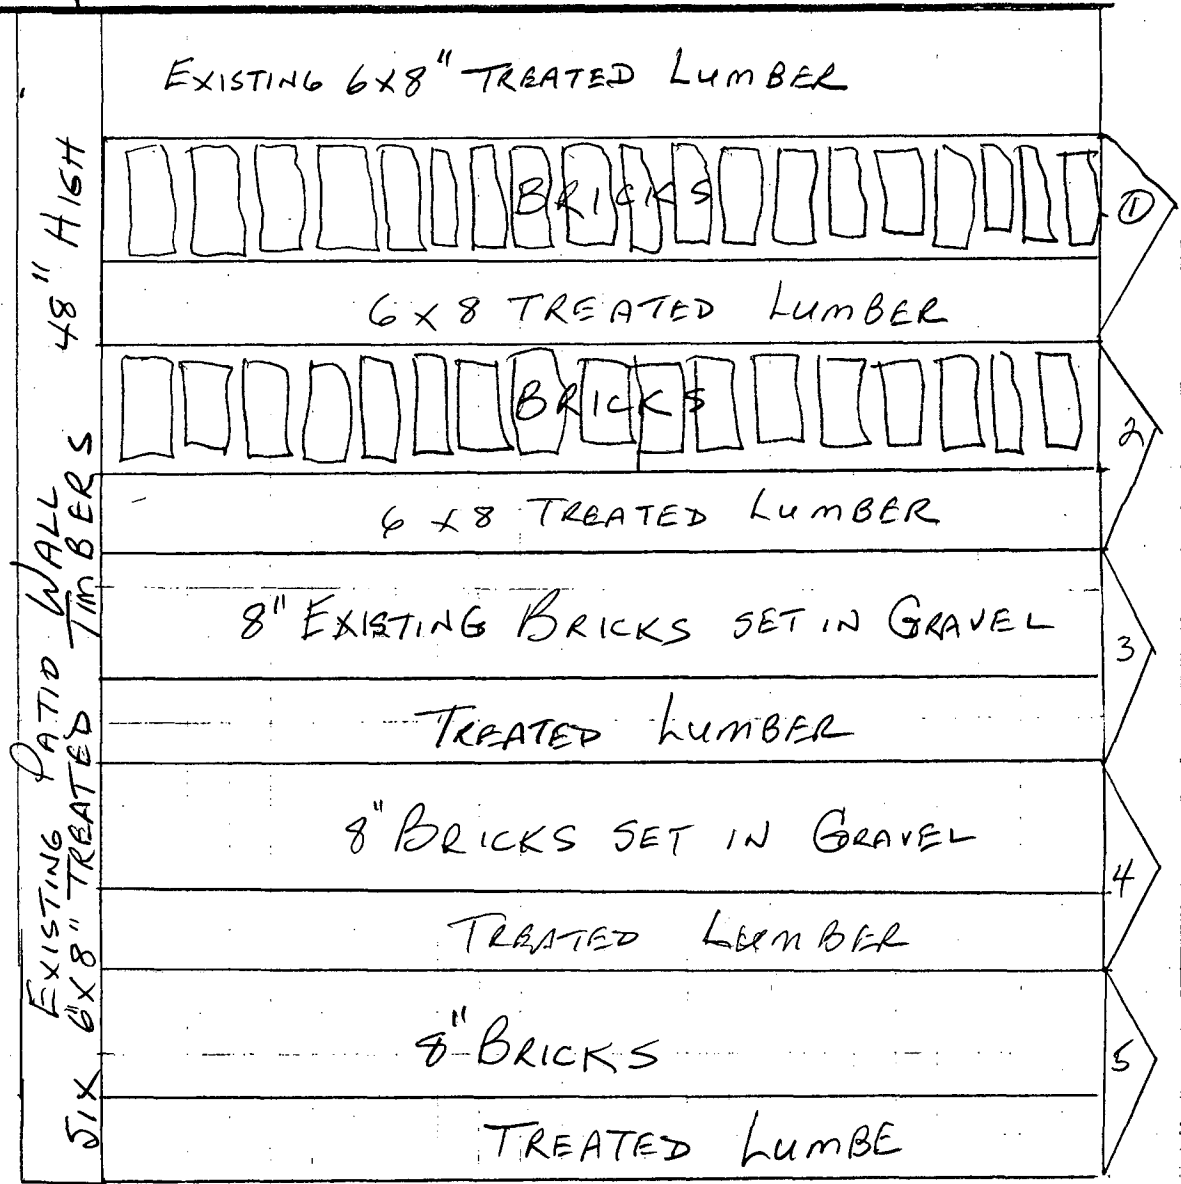 EXISTING 6X8" TREATED LUMBER
BRICKS
①
6 X 8 TREATED LUMBER
BRICKS
2
6 X 8 TREATED LUMBER
8" EXISTING BRICKS SET IN GRAVEL
3
TREATED LUMBER
8" BRICKS SET IN GRAVEL
4
TREATED LUMBER
8" BRICKS
5
TREATED LUMBE
EXISTING PATIO WALL 48" HIGH
SIX 6"X8" TREATED TIMBERS